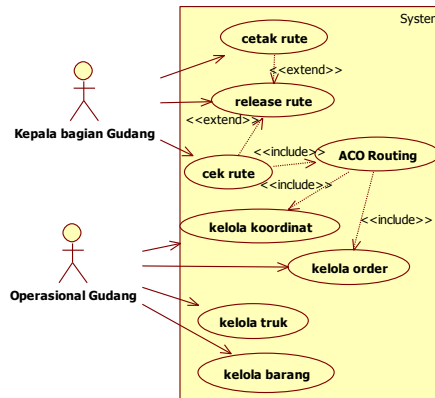 System
cetak rute
<<extend>>
release rute
<<extend>>
Kepala bagian Gudang
<<include>>
ACO Routing
cek rute
<<include>>
<<include>>
kelola koordinat
kelola order
Operasional Gudang
kelola truk
kelola barang